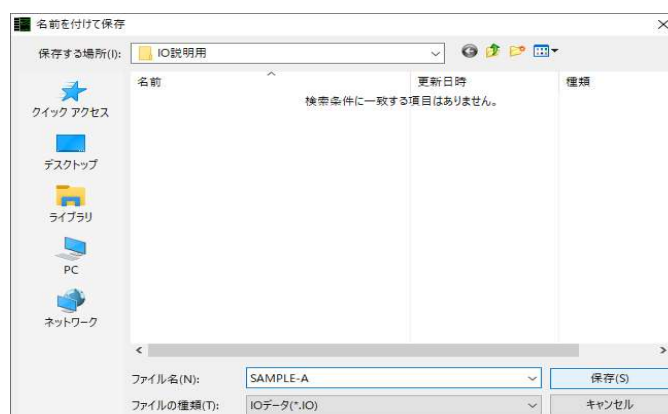 名前を付けて保存
保存する場所(I):
IO説明用
名前
更新日時
種類
検索条件に一致する項目はありません。
クイック アクセス
デスクトップ
ライブラリ
PC
ネットワーク
ファイル名(N):
SAMPLE-A
保存(S)
ファイルの種類(T):
IOデータ(*.IO)
キャンセル